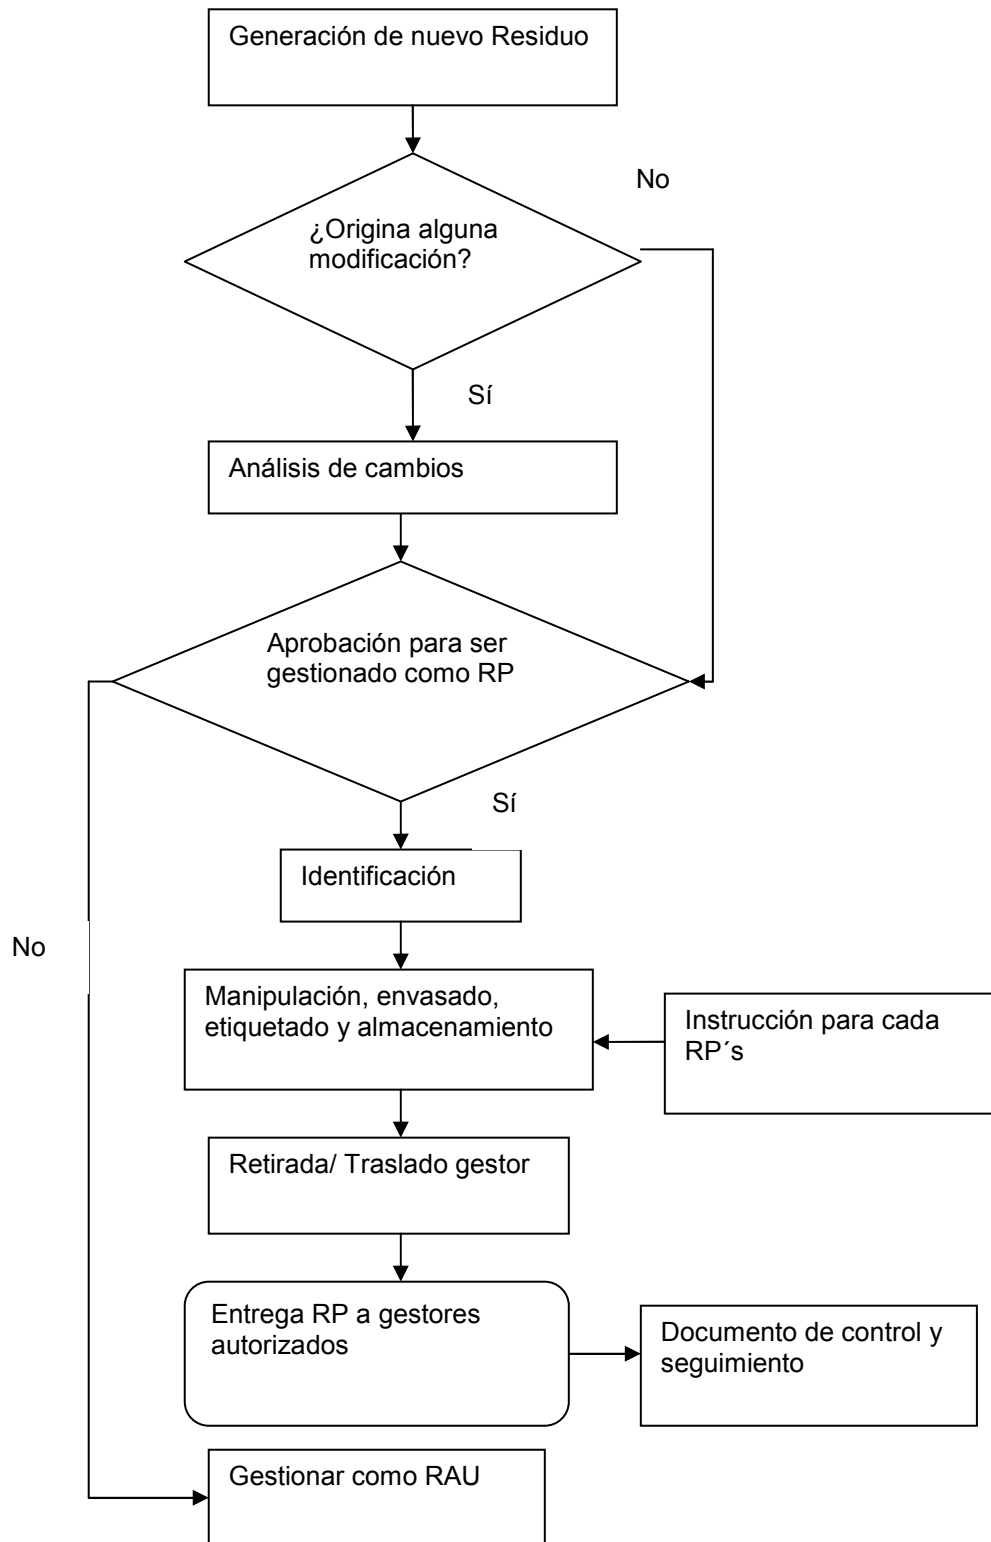 Generación de nuevo Residuo
No
¿Origina alguna
modificación?
Sí
Análisis de cambios
Aprobación para ser
gestionado como RP
Sí
Identificación
No
Manipulación, envasado,
etiquetado y almacenamiento
Instrucción para cada
RP´s
Retirada/ Traslado gestor
Entrega RP a gestores
autorizados
Documento de control y
seguimiento
Gestionar como RAU